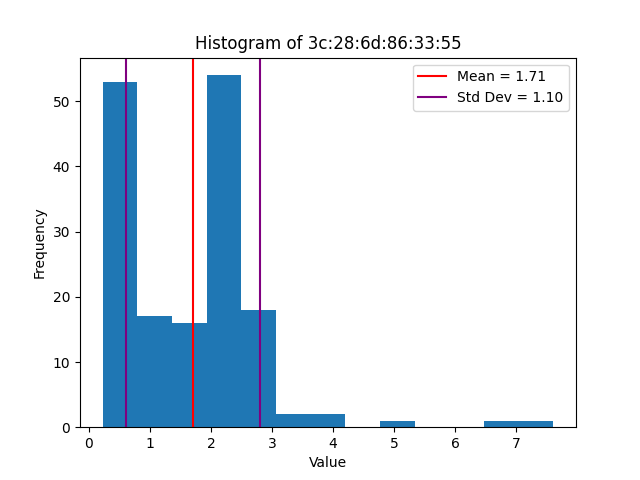 Histogram of 3c:28:6d:86:33:55
Mean = 1.71
Std Dev = 1.10
Frequency
50
40
30
20
10
0
0 1 2 3 4 5 6 7
Value